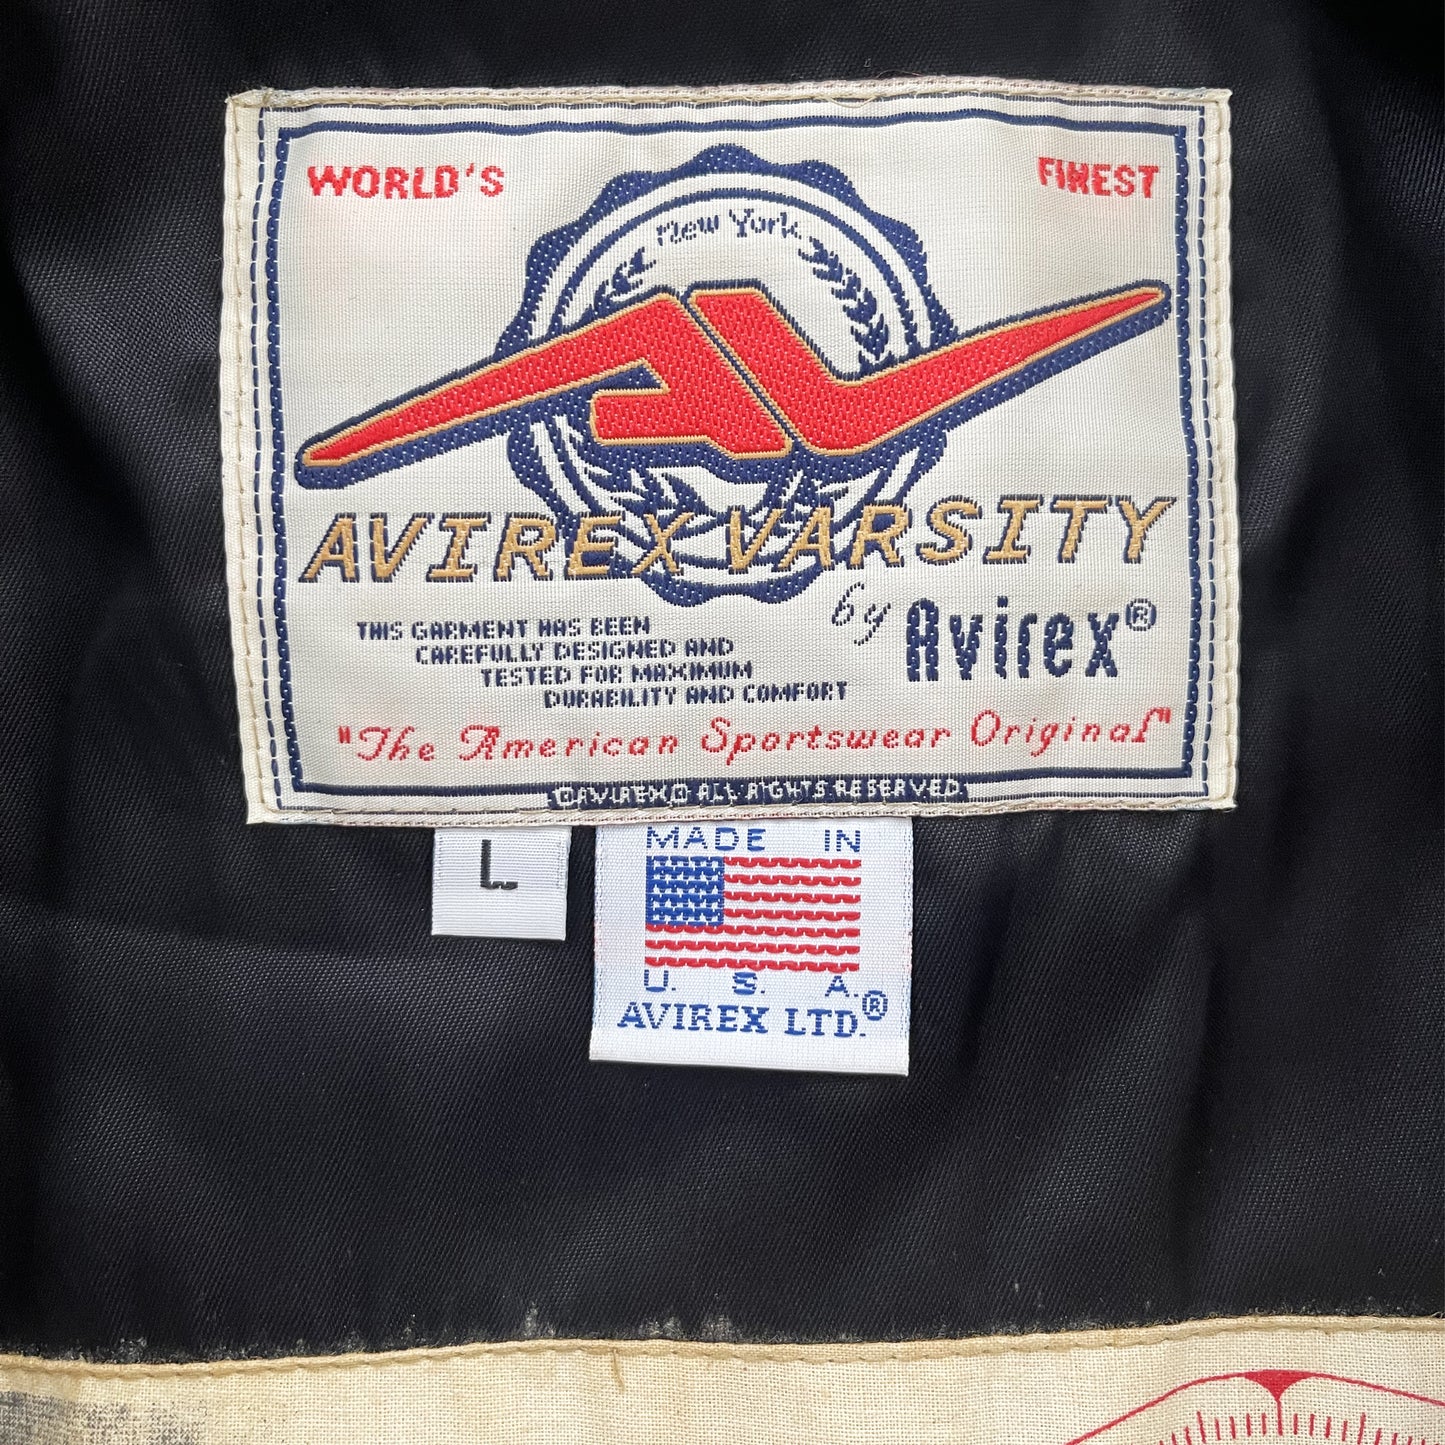 WORLD'S FINEST
New York
AVIREX VARSITY
by Avirex®
THIS GARMENT HAS BEEN
CAREFULLY DESIGNED AND
TESTED FOR MAXIMUM
DURABILITY AND COMFORT
"The American Sportswear Original"
©AVIREX© ALL RIGHTS RESERVED.
L
MADE IN
U. S. A.
AVIREX LTD.®